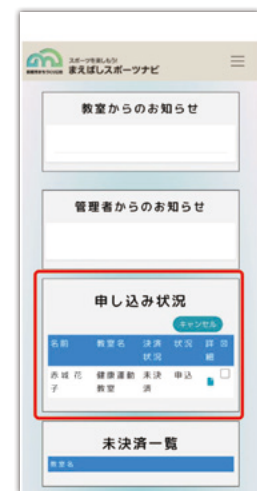 スポーツを楽しもう!
まえばしスポーツナビ
教室からのお知らせ
管理者からのお知らせ
申し込み状況
キャンセル
名前 教室名 決済状況 状況 詳細
赤城 花子 健康運動教室 未決済 申込
未決済一覧
教室名